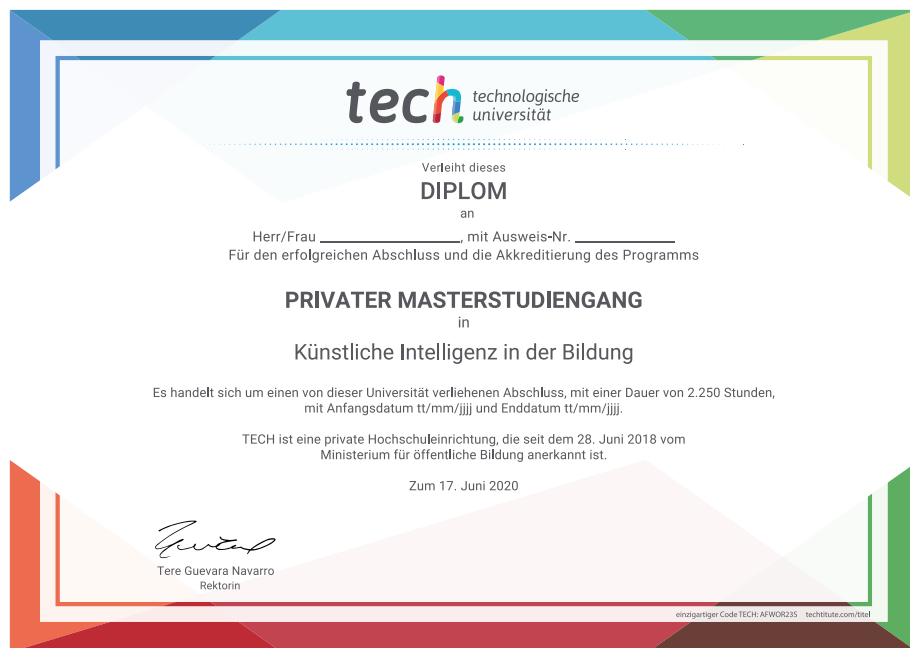 tech technologische
universität
Verleiht dieses
DIPLOM
an
Herr/Frau ____________________, mit Ausweis-Nr. ______________
Für den erfolgreichen Abschluss und die Akkreditierung des Programms
PRIVATER MASTERSTUDIENGANG
in
Künstliche Intelligenz in der Bildung
Es handelt sich um einen von dieser Universität verliehenen Abschluss, mit einer Dauer von 2.250 Stunden,
mit Anfangsdatum tt/mm/jjjj und Enddatum tt/mm/jjjj.
TECH ist eine private Hochschuleinrichtung, die seit dem 28. Juni 2018 vom
Ministerium für öffentliche Bildung anerkannt ist.
Zum 17. Juni 2020
Tere Guevara Navarro
Rektorin
einzigartiger Code TECH: AFWOR23S techtitute.com/titel